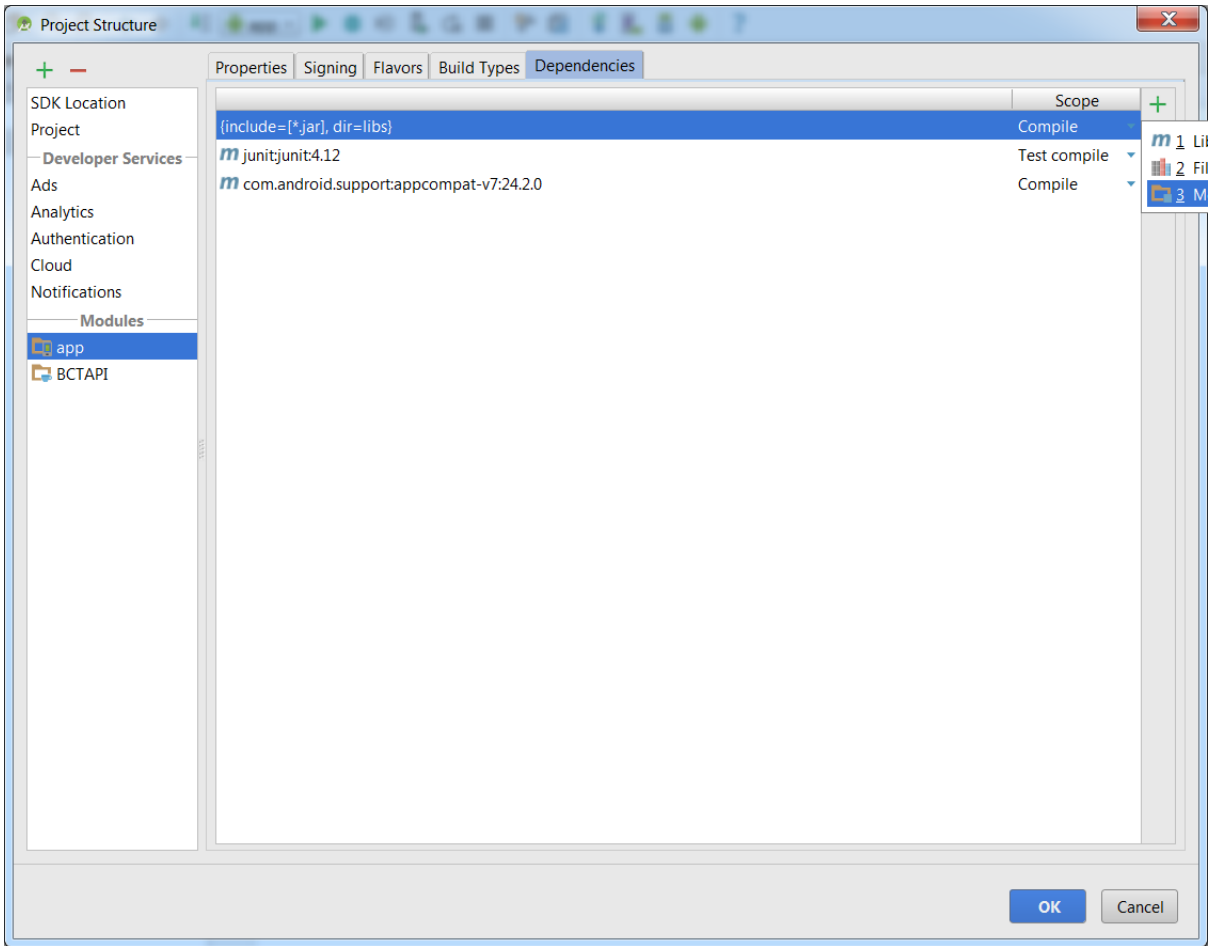 Project Structure
Properties Signing Flavors Build Types Dependencies
SDK Location
Project
Developer Services
Ads
Analytics
Authentication
Cloud
Notifications
Modules
app
BCTAPI
Scope
{include=[*.jar], dir=libs} Compile
m junit:junit:4.12 Test compile
m com.android.support:appcompat-v7:24.2.0 Compile
m 1 Li
2 Fil
3 M
OK Cancel